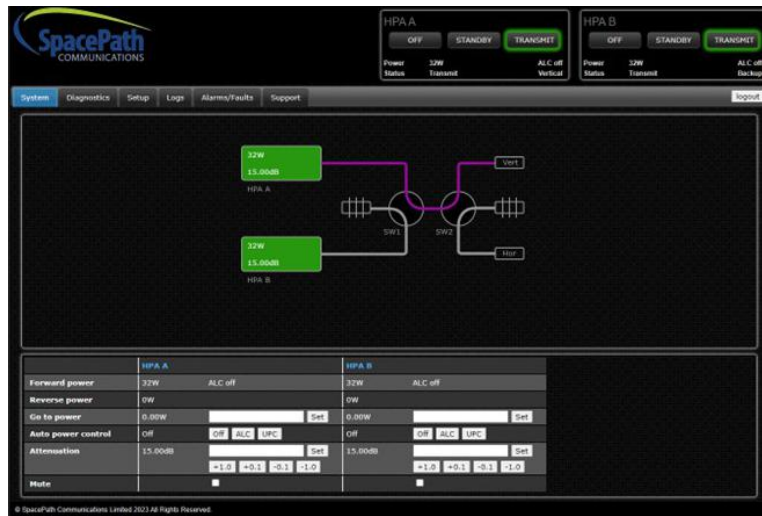 SpacePath
COMMUNICATIONS
HPA A
OFF STANDBY TRANSMIT
Power 32W ALC off
Status Transmit Vertical
HPA B
OFF STANDBY TRANSMIT
Power 32W ALC off
Status Transmit Backup
System Diagnostics Setup Logs Alarms/Faults Support logout
32W
15.00dB
HPA A
Vert
SW1 SW2
32W
15.00dB
HPA B
Hor
HPA A HPA B
Forward power 32W ALC off 32W ALC off
Reverse power 0W 0W
Go to power 0.00W Set 0.00W Set
Auto power control Off Off ALC UPC Off Off ALC UPC
Attenuation 15.00dB Set 15.00dB Set
+1.0 +0.1 -0.1 -1.0 +1.0 +0.1 -0.1 -1.0
Mute
© SpacePath Communications Limited 2023 All Rights Reserved.